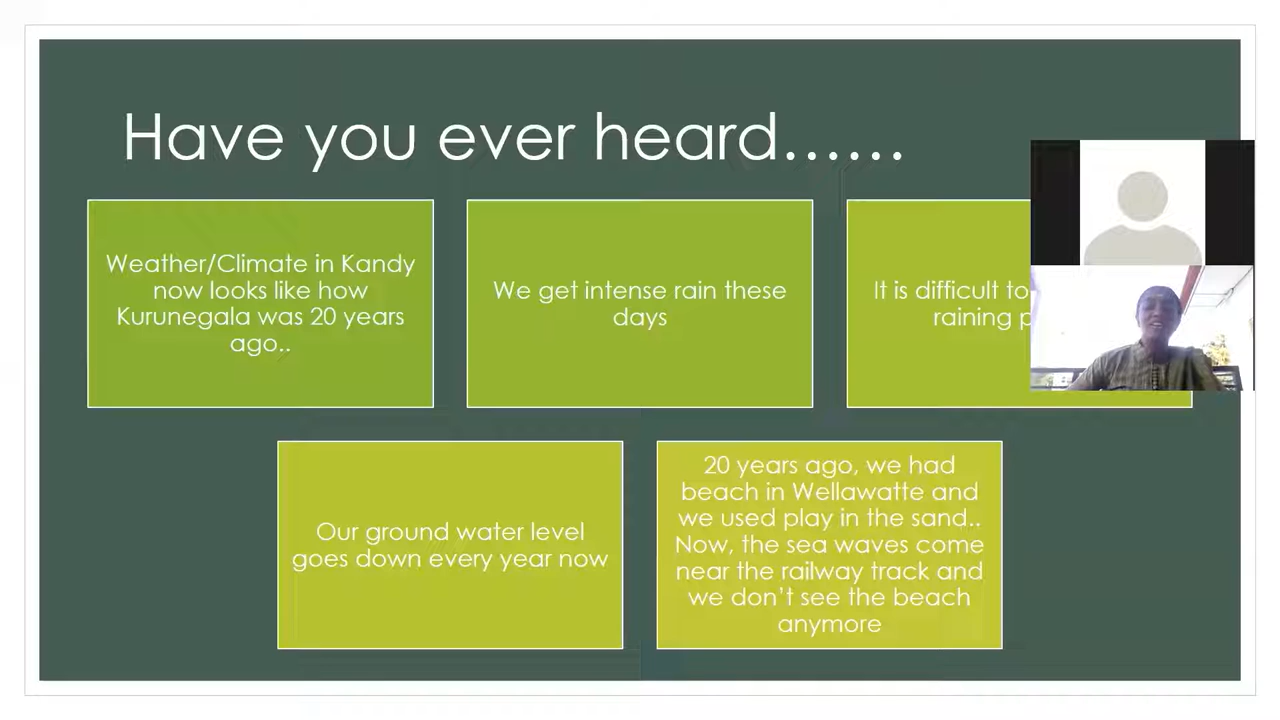 Have you ever heard......
Weather/Climate in Kandy
now looks like how
Kurunegala was 20 years
ago..
We get intense rain these
days
It is difficult to
raining
Our ground water level
goes down every year now
20 years ago, we had
beach in Wellawatte and
we used play in the sand..
Now, the sea waves come
near the railway track and
we don't see the beach
anymore